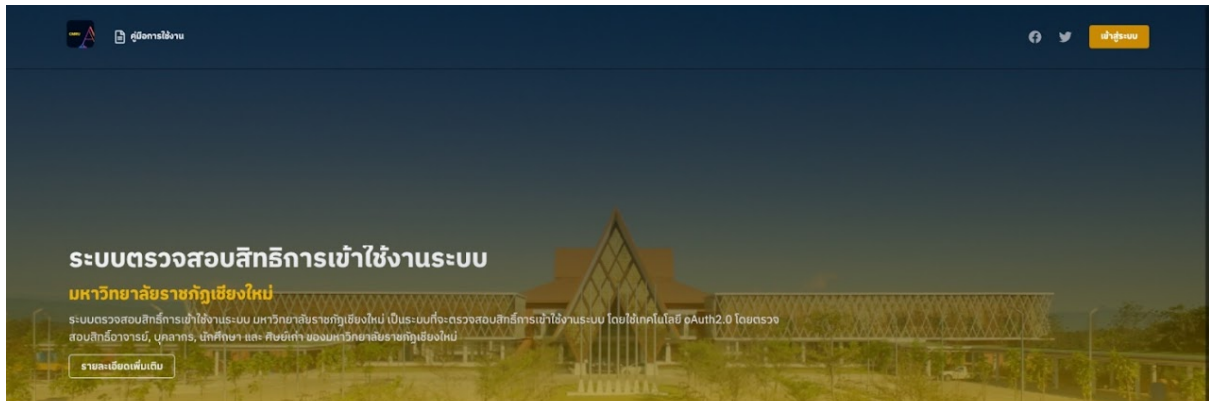 คู่มือการใช้งาน
เข้าสู่ระบบ
ระบบตรวจสอบสิทธิการเข้าใช้งานระบบ
มหาวิทยาลัยราชภัฏเชียงใหม่
ระบบตรวจสอบสิทธิ์การเข้าใช้งานระบบ มหาวิทยาลัยราชภัฏเชียงใหม่ เป็นระบบที่จะตรวจสอบสิทธิ์การเข้าใช้งานระบบ โดยใช้เทคโนโลยี oAuth2.0 โดยตรวจ
สอบสิทธิ์อาจารย์, บุคลากร, นักศึกษา และ ศิษย์เก่า ของมหาวิทยาลัยราชภัฏเชียงใหม่
รายละเอียดเพิ่มเติม